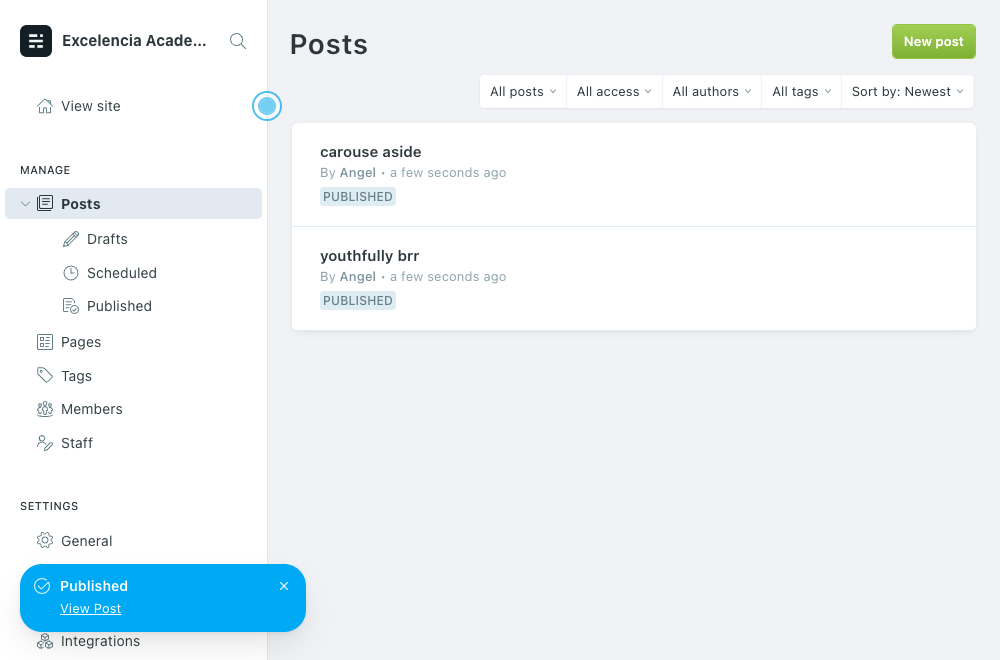 Excelencia Acade...
View site
MANAGE
Posts
Drafts
Scheduled
Published
Pages
Tags
Members
Staff
SETTINGS
General
Published
View Post
Integrations
Posts
New post
All posts
All access
All authors
All tags
Sort by: Newest
carouse aside
By Angel • a few seconds ago
PUBLISHED
youthfully brr
By Angel • a few seconds ago
PUBLISHED